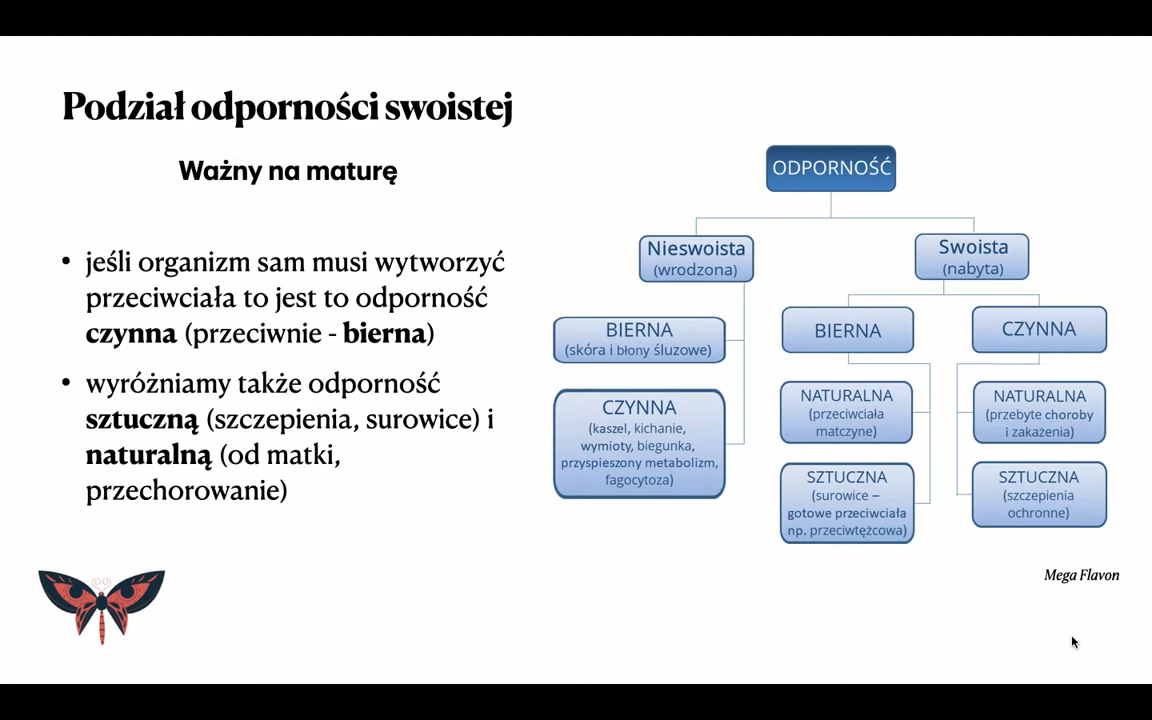 Podział odporności swoistej
Ważny na maturę
• jeśli organizm sam musi wytworzyć
przeciwciała to jest to odporność
czynna (przeciwnie - bierna)
• wyróżniamy także odporność
sztuczną (szczepienia, surowice) i
naturalną (od matki,
przechorowanie)
ODPORNOŚĆ
Nieswoista
(wrodzona)
Swoista
(nabyta)
BIERNA
(skóra i błony śluzowe)
CZYNNA
(kaszel, kichanie,
wymioty, biegunka,
przyspieszony metabolizm,
fagocytoza)
BIERNA
CZYNNA
NATURALNA
(przeciwciała
matczyne)
NATURALNA
(przebyte choroby
i zakażenia)
SZTUCZNA
(surowice –
gotowe przeciwciała
np. przeciwtężcowa)
SZTUCZNA
(szczepienia
ochronne)
Mega Flavon